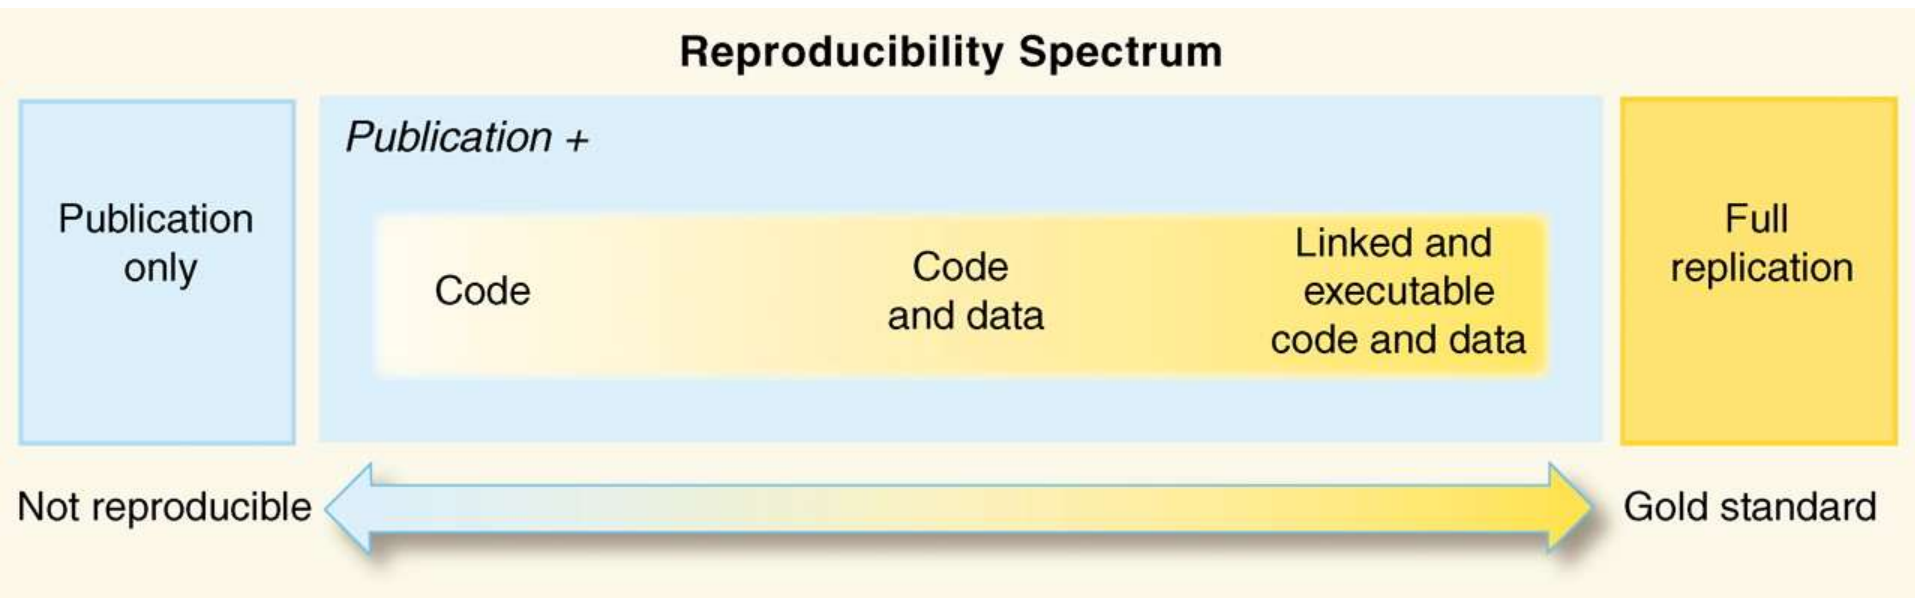 Reproducibility Spectrum
Publication
only
Publication +
Code
Code
and data
Linked and
executable
code and data
Full
replication
Not reproducible
Gold standard